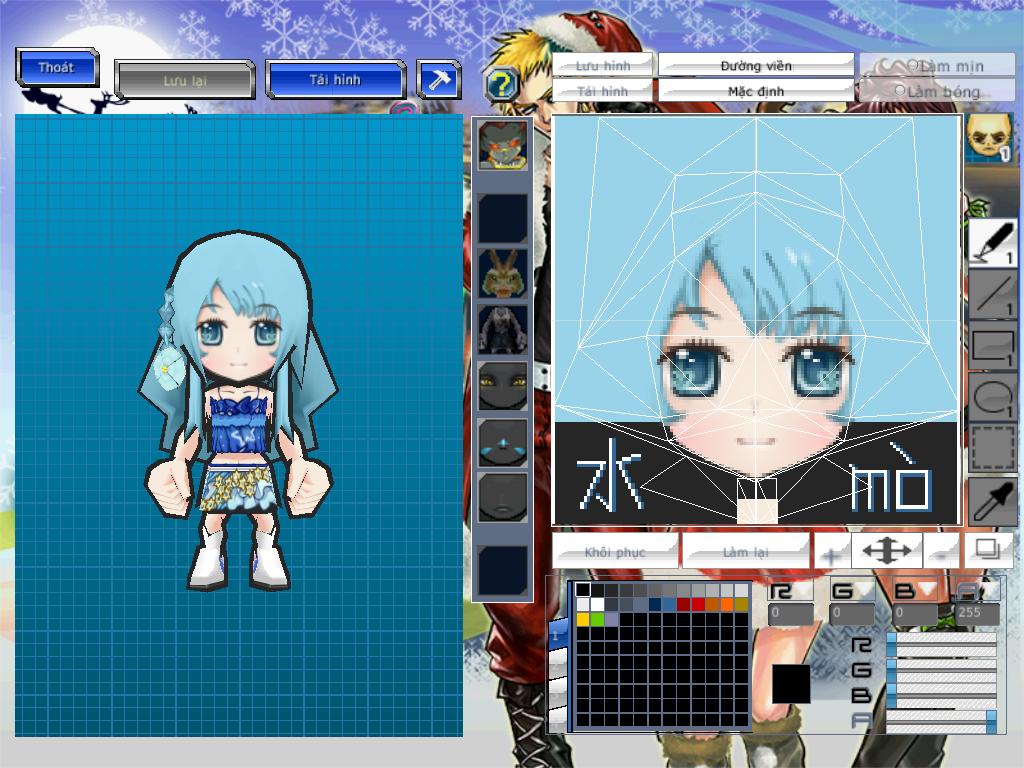 Thoát
Lưu lại
Tải hình
?
Lưu hình
Đường viền
Làm mịn
Tải hình
Mặc định
Làm bóng
1
1
1
1
1
水 mò
Khôi phục
Làm lại
+
-
R G B A
0 0 0 255
1
R
G
B
A